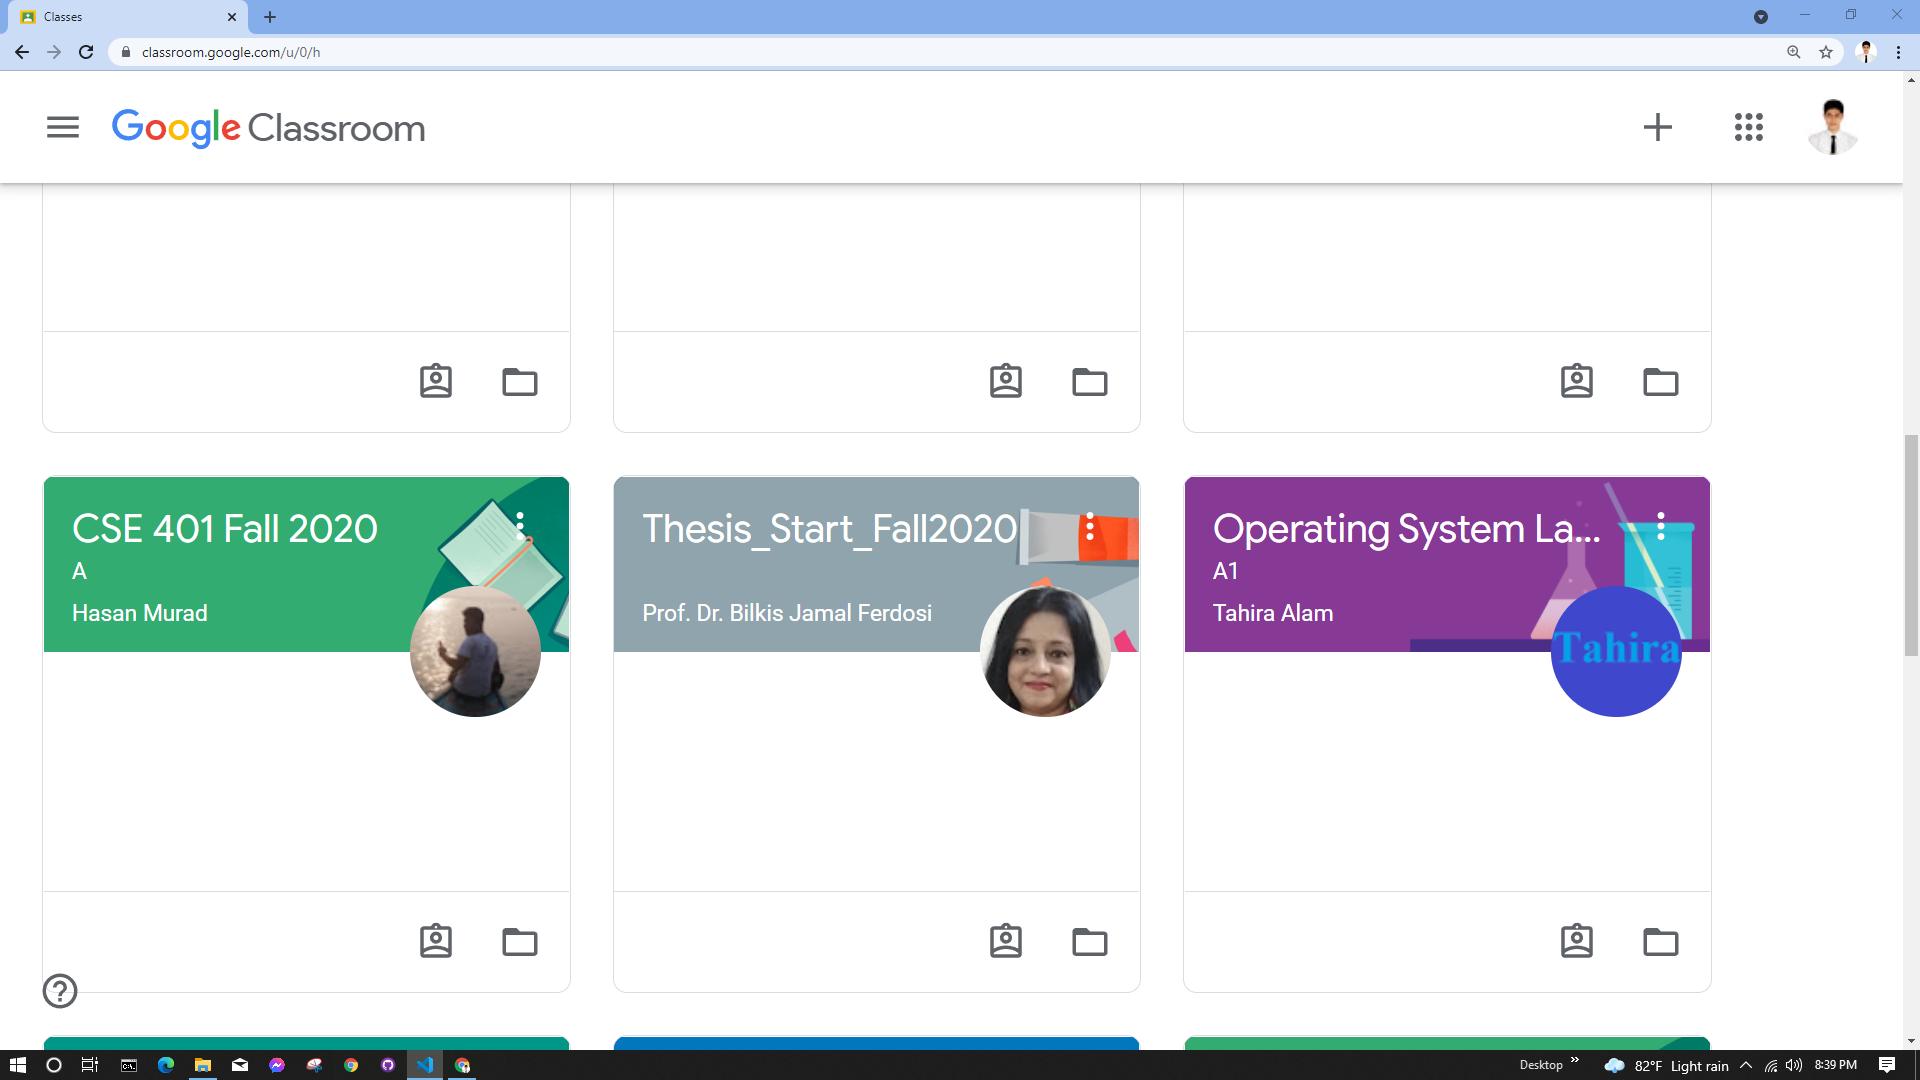 Classes
classroom.google.com/u/0/h
Google Classroom
CSE 401 Fall 2020
A
Hasan Murad
Thesis_Start_Fall2020
Prof. Dr. Bilkis Jamal Ferdosi
Operating System La...
A1
Tahira Alam
Tahira
Desktop
82°F Light rain
8:39 PM